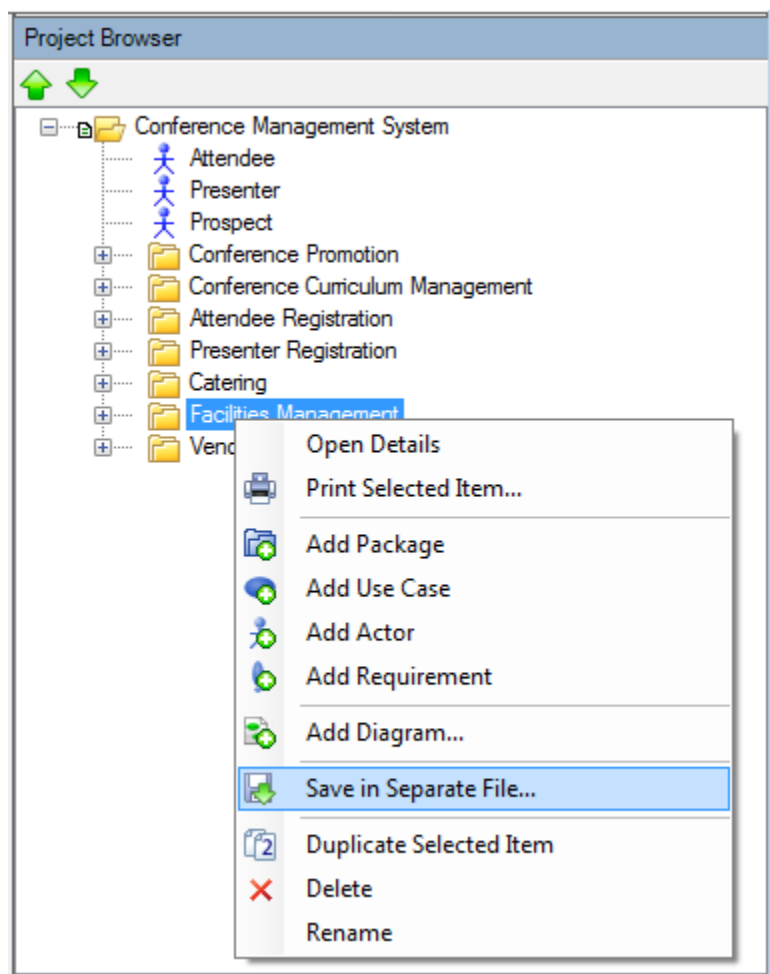 Project Browser
Conference Management System
Attendee
Presenter
Prospect
Conference Promotion
Conference Curriculum Management
Attendee Registration
Presenter Registration
Catering
Facilities Management
Open Details
Print Selected Item...
Add Package
Add Use Case
Add Actor
Add Requirement
Add Diagram...
Save in Separate File...
2 Duplicate Selected Item
Delete
Rename